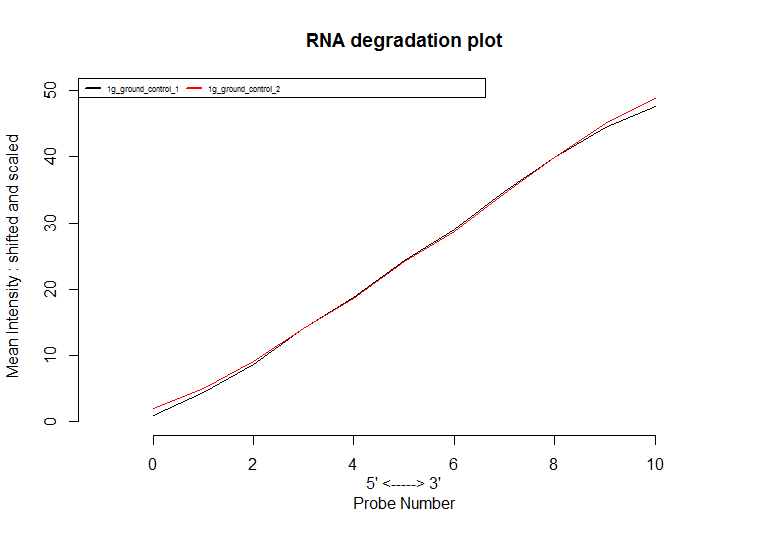 RNA degradation plot
1g_ground_control_1 1g_ground_control_2
Mean Intensity : shifted and scaled
50
40
30
20
10
0
0 2 4 6 8 10
5' <-----> 3'
Probe Number